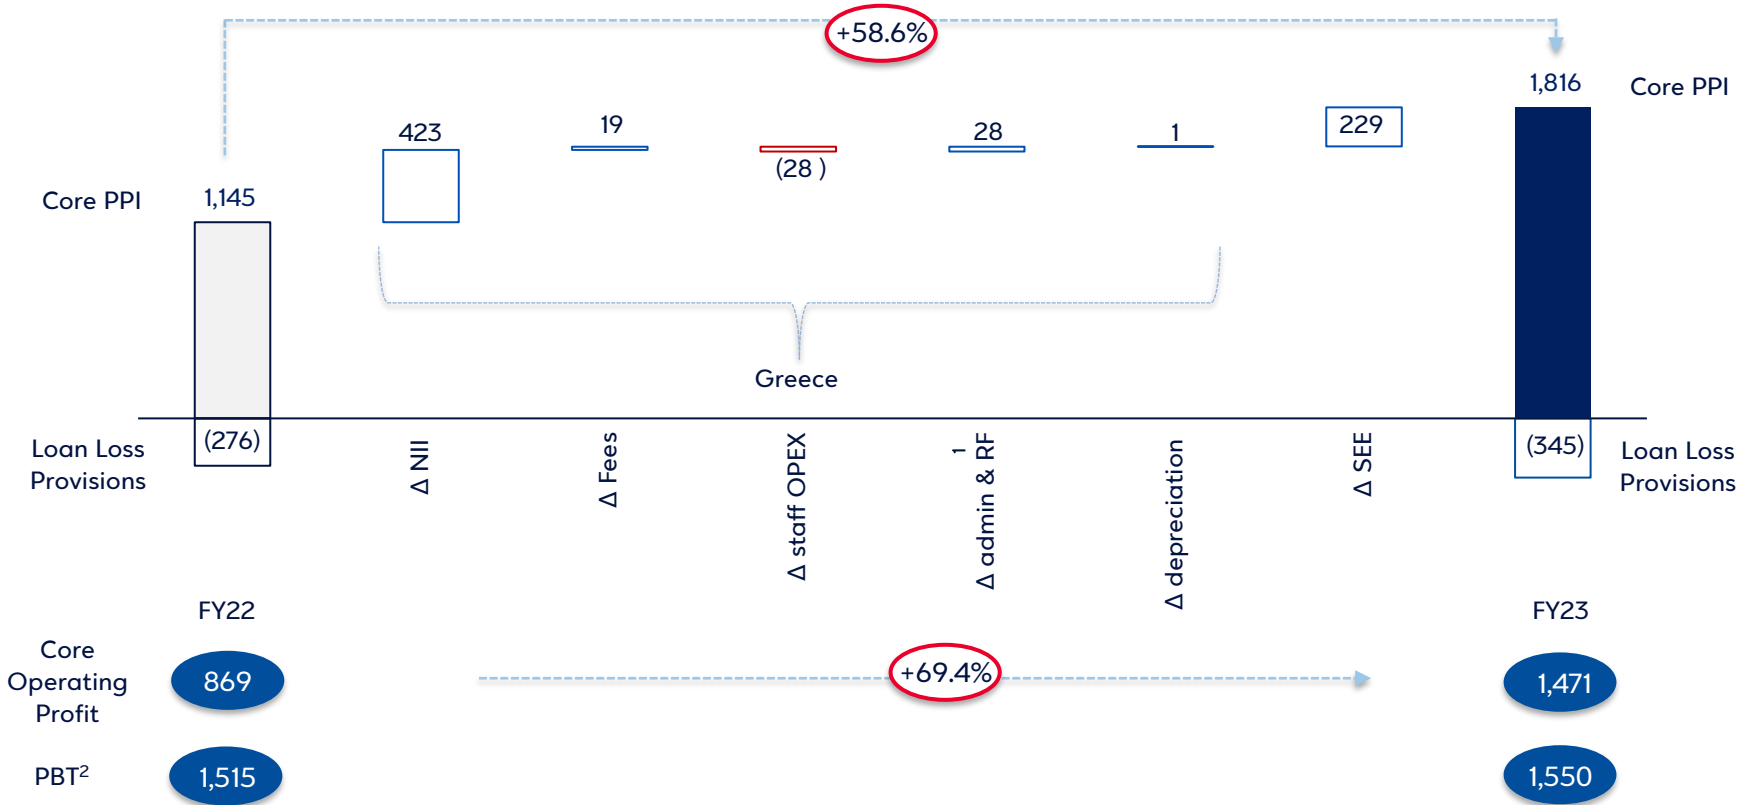 +58.6%
1,816
Core PPI
423
19
(28 )
28
1
229
Core PPI
1,145
Greece
(276)
Loan Loss
Provisions
Δ NII
Δ Fees
Δ staff OPEX
Δ admin & RF 1
Δ depreciation
Δ SEE
(345)
Loan Loss
Provisions
FY22
FY23
Core
Operating
Profit
869
+69.4%
1,471
PBT2
1,515
1,550